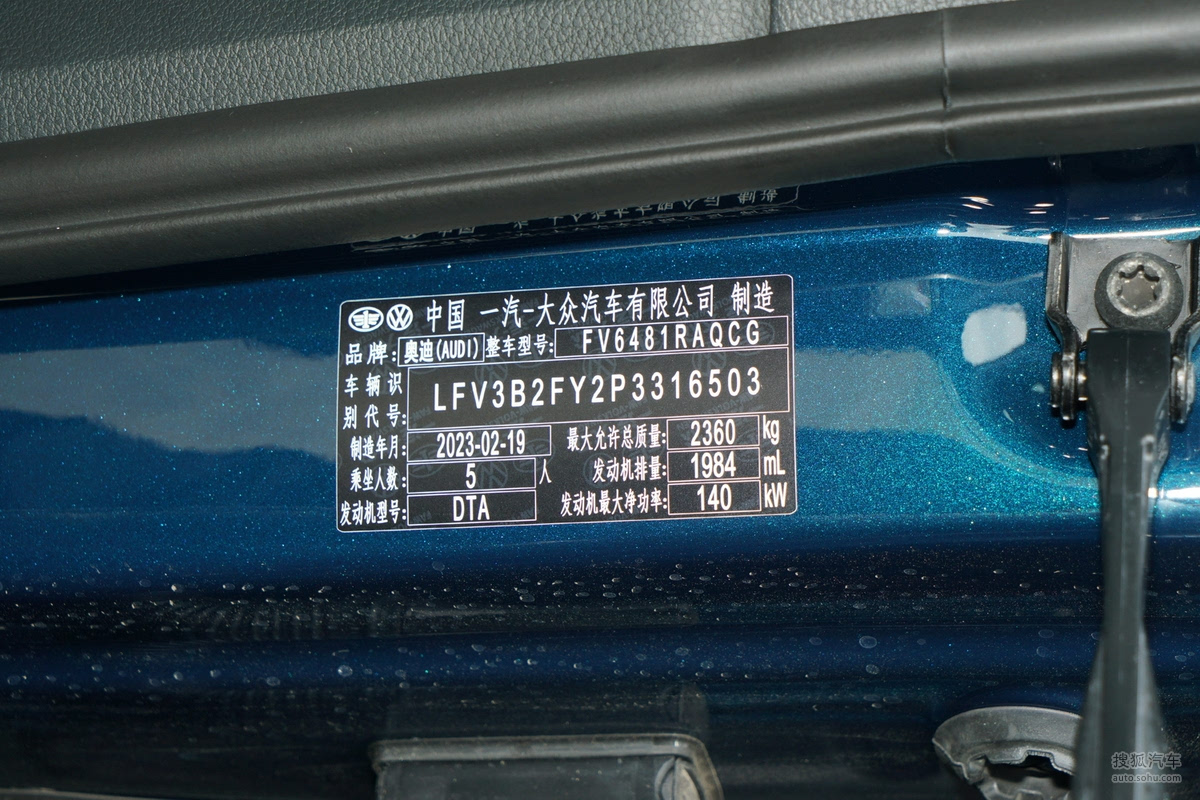 中国 一汽-大众汽车有限公司 制造
品牌: 奥迪(AUDI) 整车型号: FV6481RAQCG
车辆识别代号: LFV3B2FY2P3316503
制造年月: 2023-02-19 最大允许总质量: 2360 kg
乘坐人数: 5 人 发动机排量: 1984 mL
发动机型号: DTA 发动机最大净功率: 140 kW
搜狐汽车
auto.sohu.com